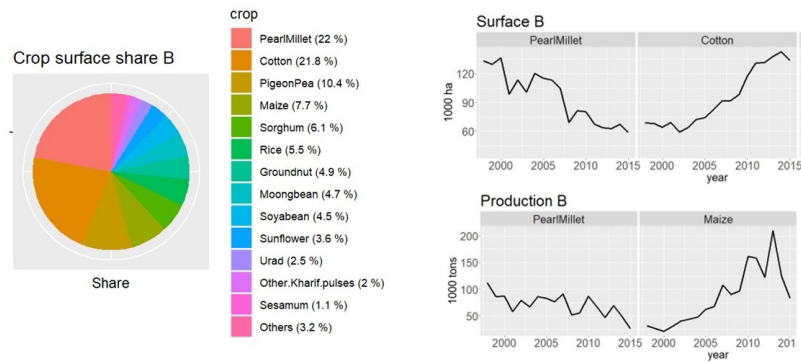 Crop surface share B
Share
crop
PearlMillet (22 %)
Cotton (21.8 %)
PigeonPea (10.4 %)
Maize (7.7 %)
Sorghum (6.1 %)
Rice (5.5 %)
Groundnut (4.9 %)
Moongbean (4.7 %)
Soyabean (4.5 %)
Sunflower (3.6 %)
Urad (2.5 %)
Other.Kharif.pulses (2 %)
Sesamum (1.1 %)
Others (3.2 %)
Surface B
PearlMillet Cotton
1000 ha
120
90
60
2000 2005 2010 2015 2000 2005 2010 2015
year
Production B
PearlMillet Maize
1000 tons
200
150
100
50
2000 2005 2010 2015 2000 2005 2010 201
year